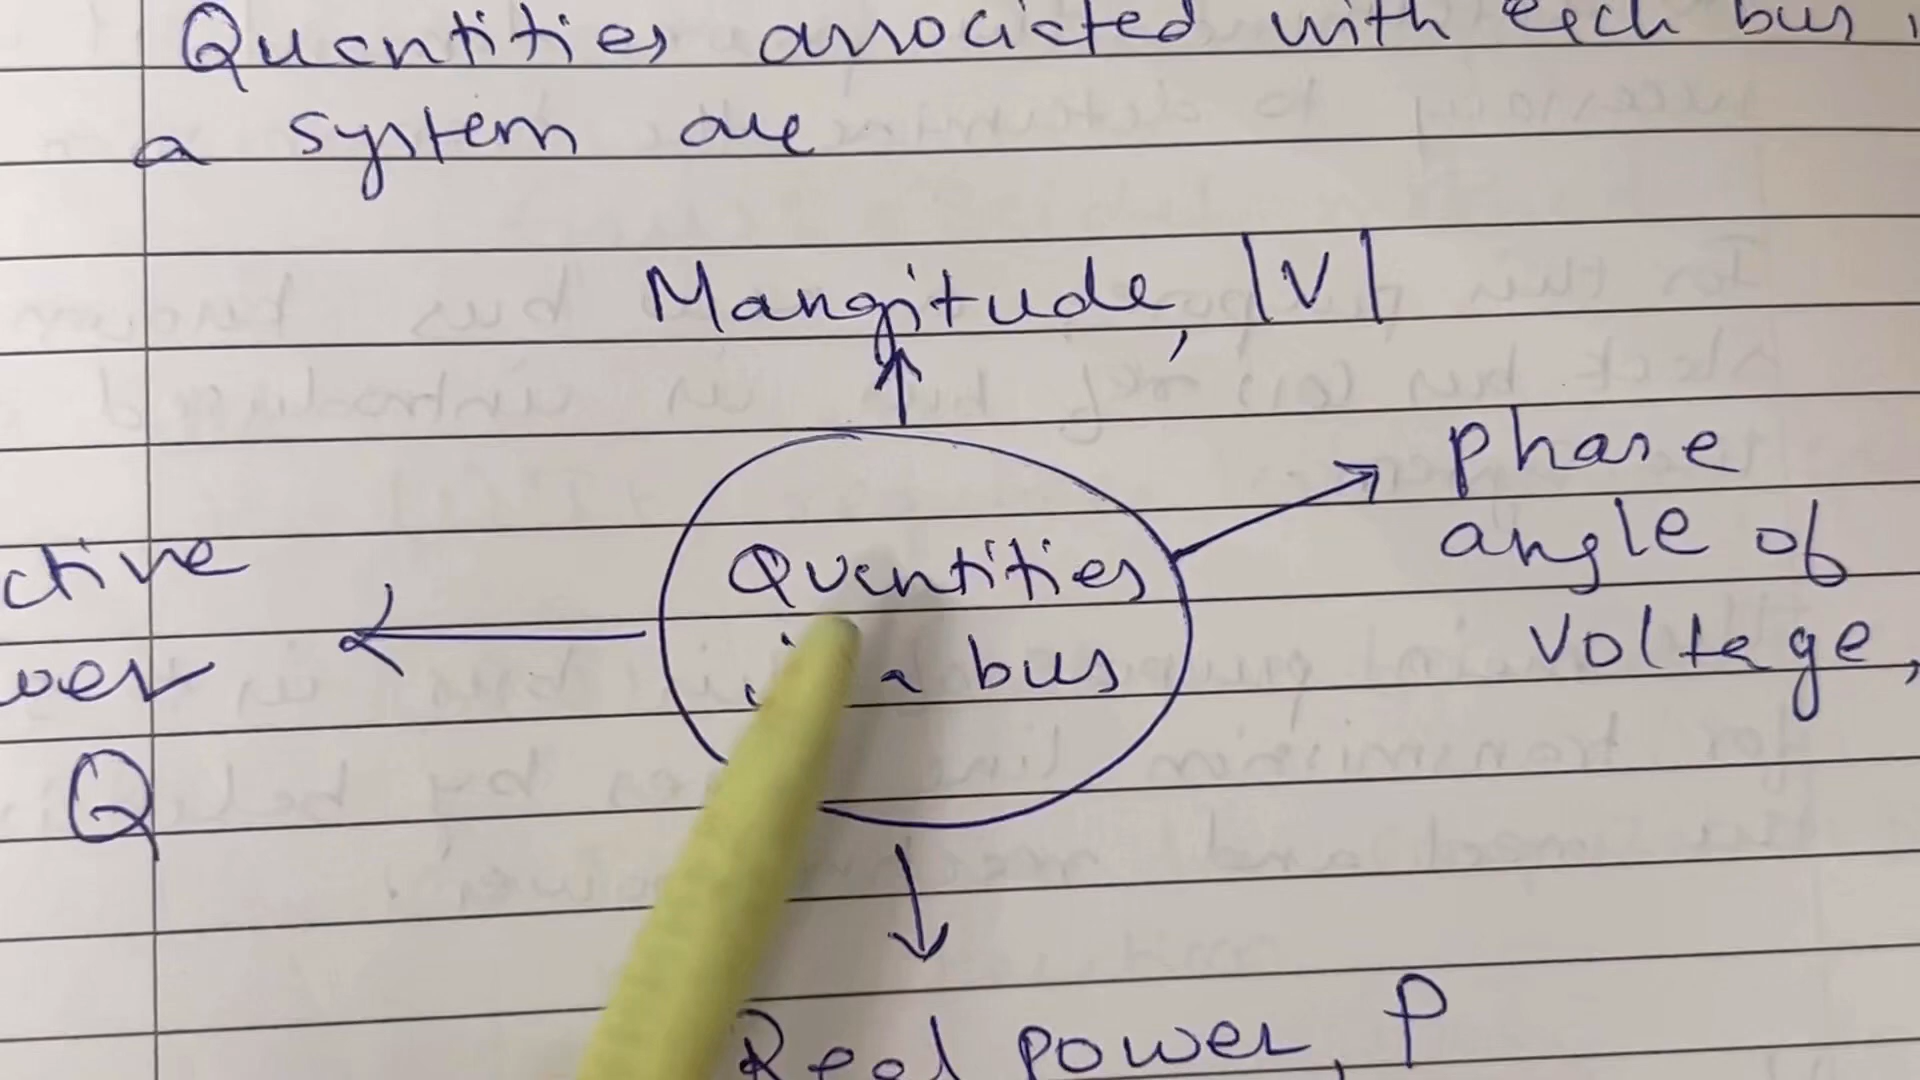 Quantities associated with each bus
a system are
Mangitude, |V|
phase
angle of
voltage,
Quantities
a bus
ctive
wer
Q
Real power, P